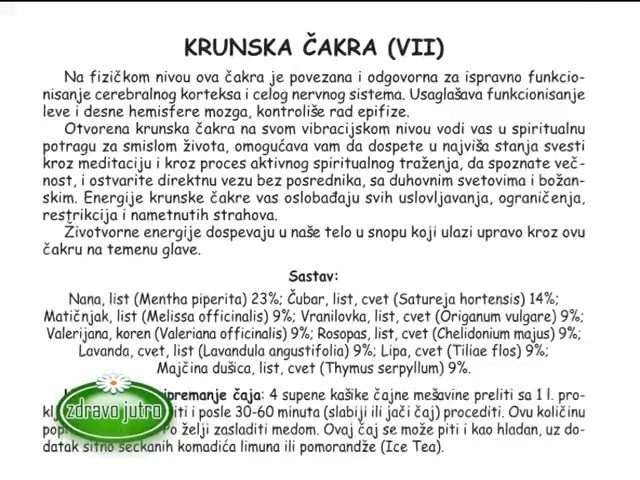 KRUNSKA ČAKRA (VII)
Na fizičkom nivou ova čakra je povezana i odgovorna za ispravno funkcio-
nisanje cerebralnog korteksa i celog nervnog sistema. Usaglašava funkcionisanje
leve i desne hemisfere mozga, kontroliše rad epifize.
Otvorena krunska čakra na svom vibracijskom nivou vodi vas u spiritualnu
potragu za smislom života, omogućava vam da dospete u najviša stanja svesti
kroz meditaciju i kroz proces aktivnog spiritualnog traženja, da spoznate več-
nost, i ostvarite direktnu vezu bez posrednika, sa duhovnim svetovima i božan-
skim. Energije krunske čakre vas oslobađaju svih uslovljavanja, ograničenja,
restrikcija i nametnutih strahova.
Životvorne energije dospevaju u naše telo u snopu koji ulazi upravo kroz ovu
čakru na temenu glave.
Sastav:
Nana, list (Mentha piperita) 23%; Čubar, list, cvet (Satureja hortensis) 14%;
Matičnjak, list (Melissa officinalis) 9%; Vranilovka, list, cvet (Origanum vulgare) 9%;
Valerijana, koren (Valeriana officinalis) 9%; Rosopas, list, cvet (Chelidonium majus) 9%;
Lavanda, cvet, list (Lavandula angustifolia) 9%; Lipa, cvet (Tiliae flos) 9%;
Majčina dušica, list, cvet (Thymus serpyllum) 9%.
ipremanje čaja: 4 supene kašike čajne mešavine preliti sa 1 l. pro-
zdravo jutro iti i posle 30-60 minuta (slabiji ili jači čaj) procediti. Ovu količinu
želji zasladiti medom. Ovaj čaj se može piti i kao hladan, uz do-
datak sitno seckanih komadića limuna ili pomorandže (Ice Tea).